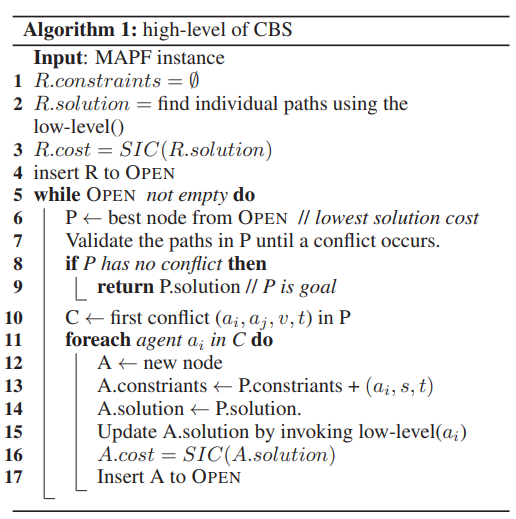 Algorithm 1: high-level of CBS
Input: MAPF instance
1 R.constraints = ∅
2 R.solution = find individual paths using the
low-level()
3 R.cost = SIC(R.solution)
4 insert R to OPEN
5 while OPEN not empty do
6 P ← best node from OPEN // lowest solution cost
7 Validate the paths in P until a conflict occurs.
8 if P has no conflict then
9 return P.solution // P is goal
10 C ← first conflict (a_i, a_j, v, t) in P
11 foreach agent a_i in C do
12 A ← new node
13 A.constriants ← P.constriants + (a_i, s, t)
14 A.solution ← P.solution.
15 Update A.solution by invoking low-level(a_i)
16 A.cost = SIC(A.solution)
17 Insert A to OPEN